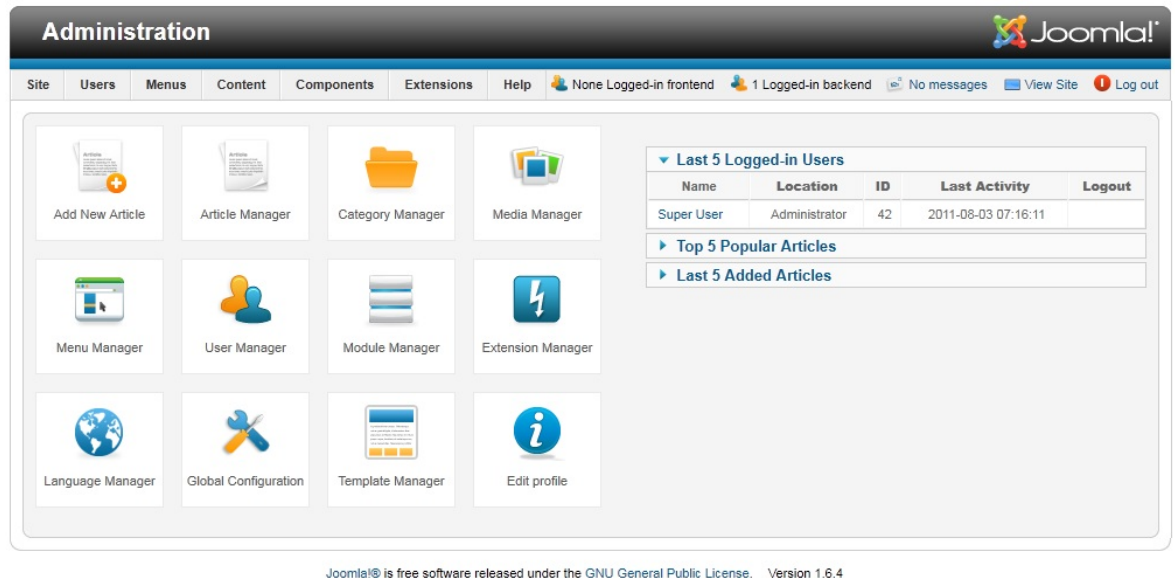 Administration
Joomla!
Site Users Menus Content Components Extensions Help None Logged-in frontend 1 Logged-in backend No messages View Site Log out
Article
Article
Add New Article Article Manager Category Manager Media Manager
Last 5 Logged-in Users
Name Location ID Last Activity Logout
Super User Administrator 42 2011-08-03 07:16:11
Top 5 Popular Articles
Last 5 Added Articles
Menu Manager User Manager Module Manager Extension Manager
Language Manager Global Configuration Template Manager Edit profile
Joomla!® is free software released under the GNU General Public License. Version 1.6.4